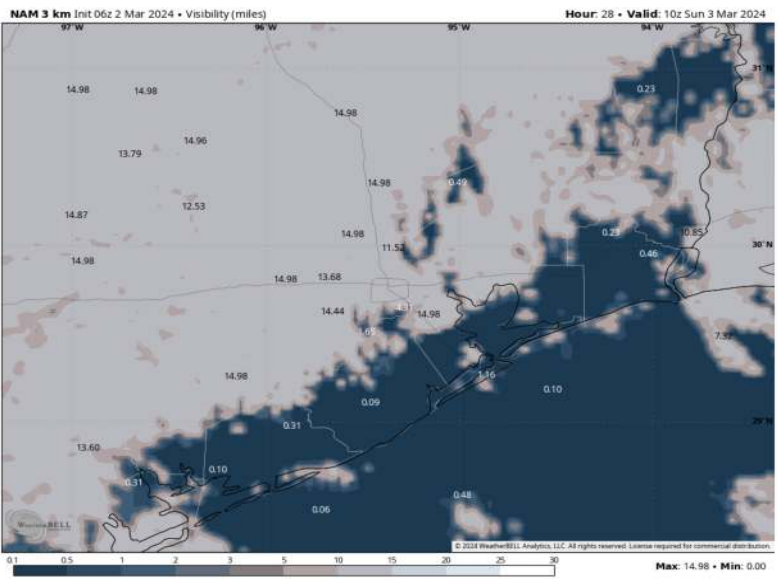 NAM 3 km Init 06z 2 Mar 2024 • Visibility (miles)
Hour: 28 • Valid: 10z Sun 3 Mar 2024
97°W 96°W 95°W 94°W
31°N
14.98 14.98 0.23
14.98
14.96
13.79
14.98 0.49
12.53
14.87
14.98 0.23 10.85
11.52 30°N
14.98 0.46
14.98 13.68
14.44 4.31 14.98
1.65 7.32
14.98 1.16
0.10
0.09
0.31 29°N
13.60
0.10
0.31 0.48
0.06
WeatherBELL
© 2024 WeatherBELL Analytics, LLC. All rights reserved. License required for commercial distribution.
0.1 0.5 1 2 3 5 10 15 20 25 30
Max: 14.98 • Min: 0.00